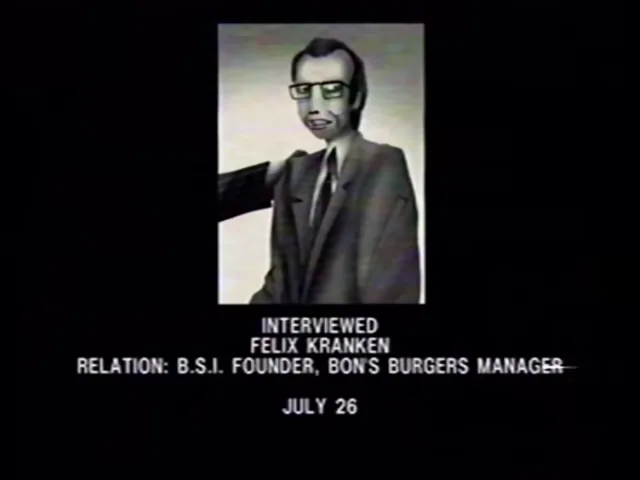 INTERVIEWED
FELIX KRANKEN
RELATION: B.S.I. FOUNDER, BON'S BURGERS MANAGER
JULY 26